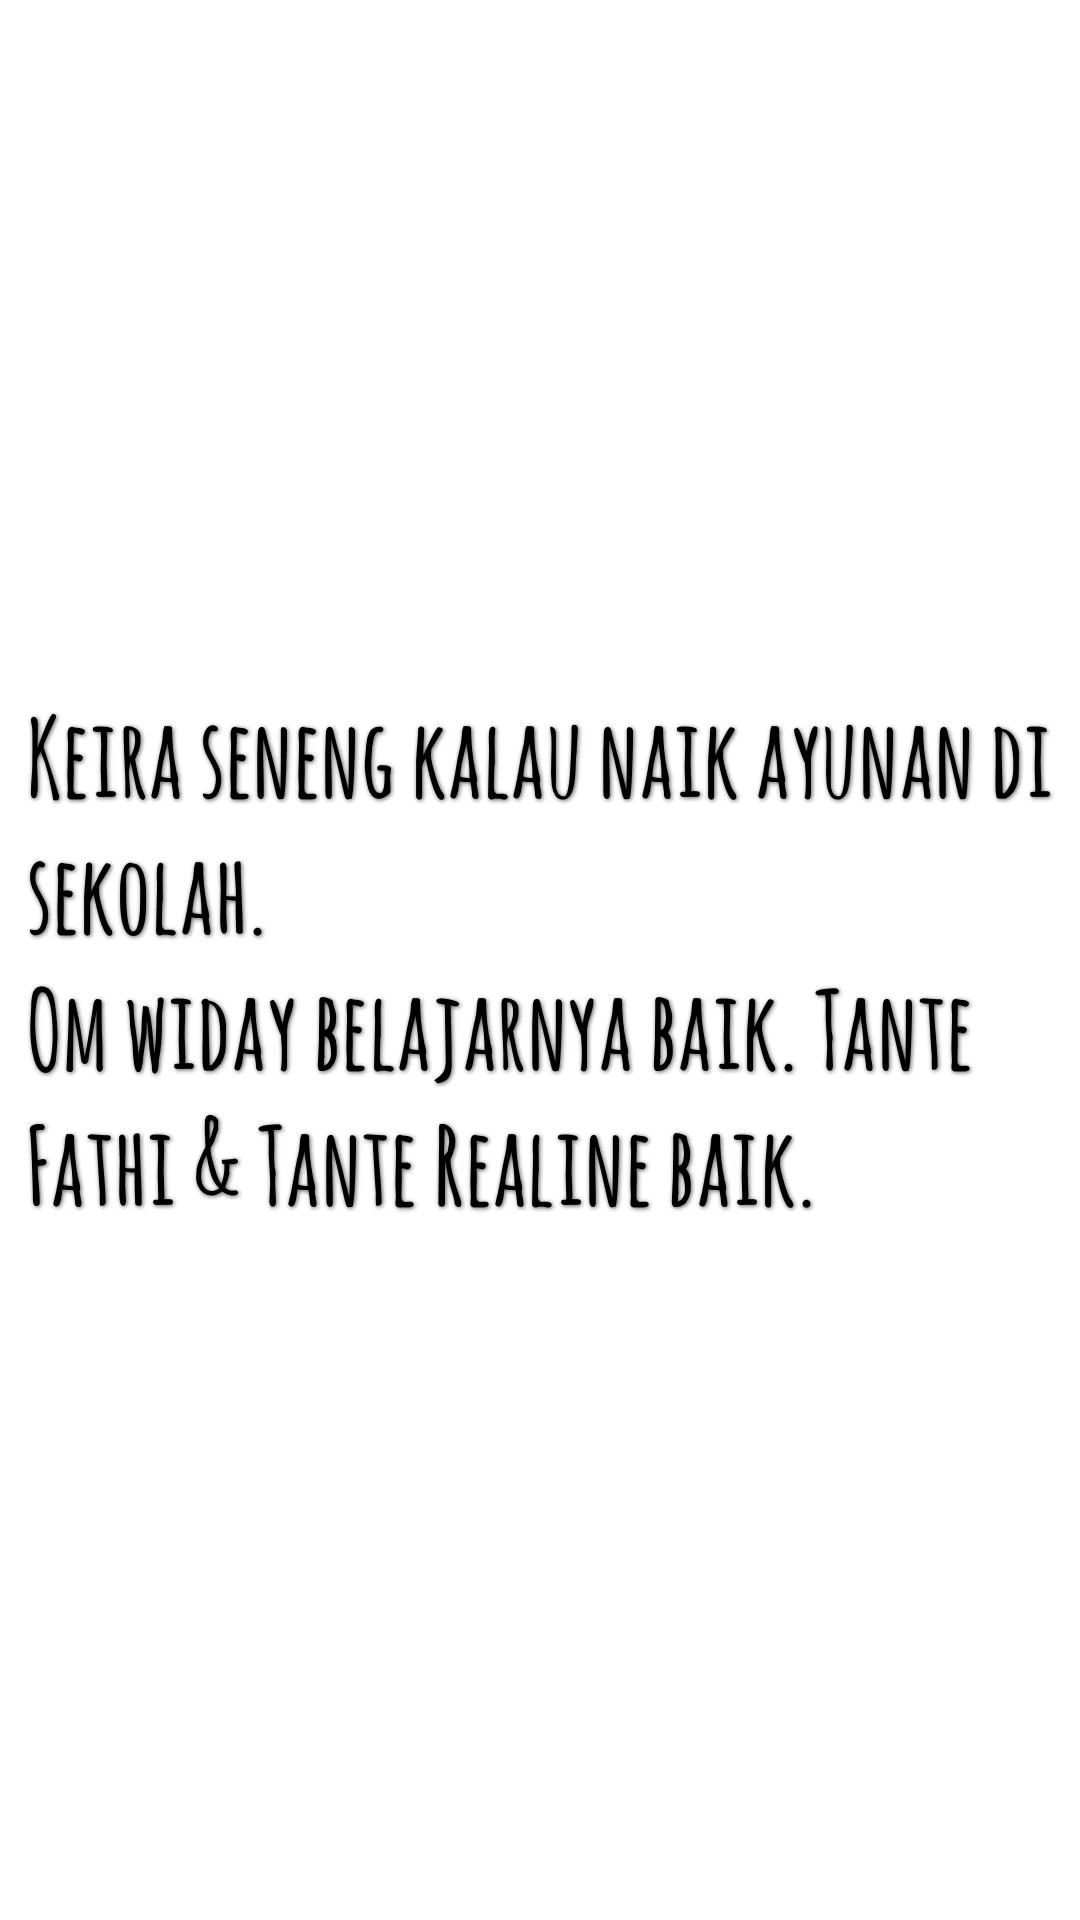 Keira seneng kalau naik ayunan di
sekolah.
Om widay belajarnya baik. Tante
Fathi & Tante Realine baik.